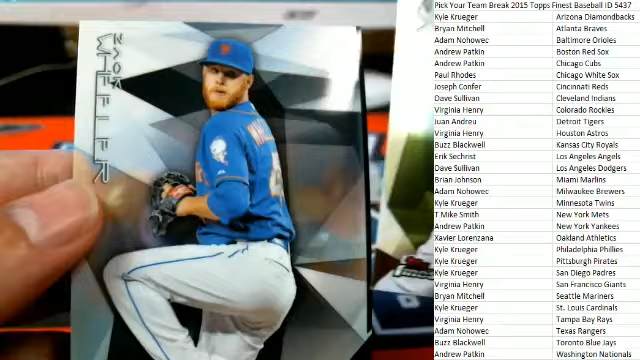 ZACK
WHEELER
Pick Your Team Break 2015 Topps Finest Baseball ID 5437
Kyle Krueger Arizona Diamondbacks
Bryan Mitchell Atlanta Braves
Adam Nohowec Baltimore Orioles
Andrew Patkin Boston Red Sox
Andrew Patkin Chicago Cubs
Paul Rhodes Chicago White Sox
Joseph Confer Cincinnati Reds
Dave Sullivan Cleveland Indians
Virginia Henry Colorado Rockies
Juan Andreu Detroit Tigers
Virginia Henry Houston Astros
Buzz Blackwell Kansas City Royals
Erik Sechrist Los Angeles Angels
Dave Sullivan Los Angeles Dodgers
Brian Johnson Miami Marlins
Adam Nohowec Milwaukee Brewers
Kyle Krueger Minnesota Twins
T Mike Smith New York Mets
Andrew Patkin New York Yankees
Xavier Lorenzana Oakland Athletics
Kyle Krueger Philadelphia Phillies
Kyle Krueger Pittsburgh Pirates
Kyle Krueger San Diego Padres
Virginia Henry San Francisco Giants
Bryan Mitchell Seattle Mariners
Kyle Krueger St. Louis Cardinals
Virginia Henry Tampa Bay Rays
Adam Nohowec Texas Rangers
Buzz Blackwell Toronto Blue Jays
Andrew Patkin Washington Nationals